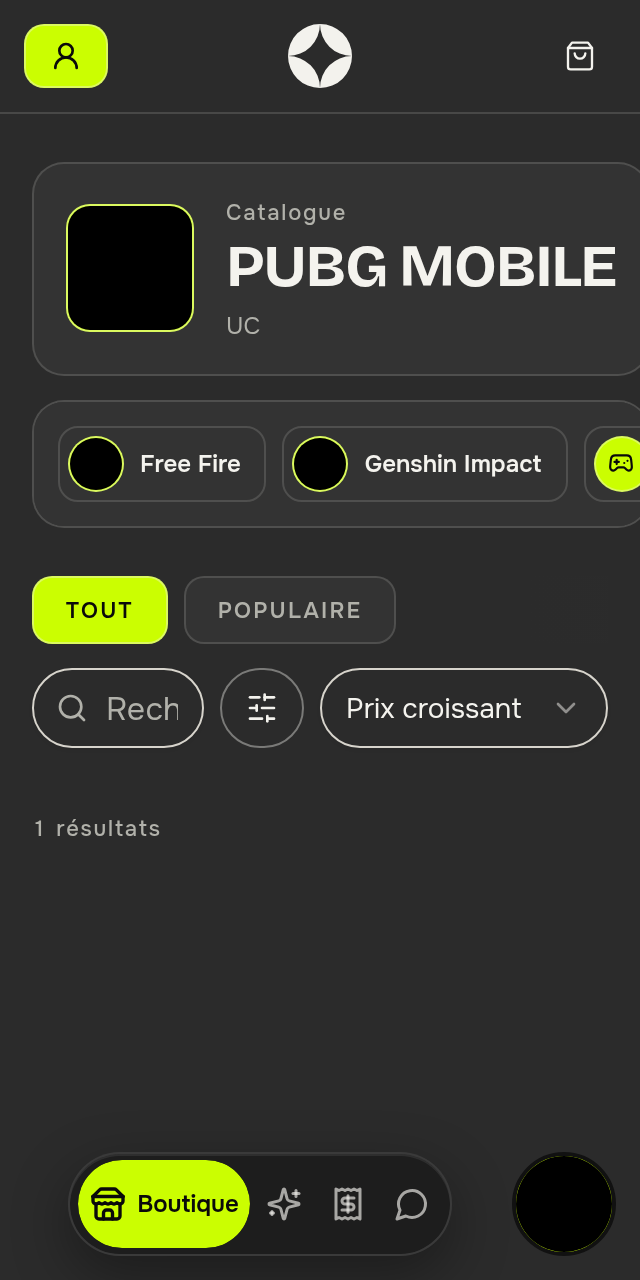 Catalogue
PUBG MOBILE
UC
Free Fire
Genshin Impact
TOUT
POPULAIRE
Rech
Prix croissant
1 résultats
Boutique